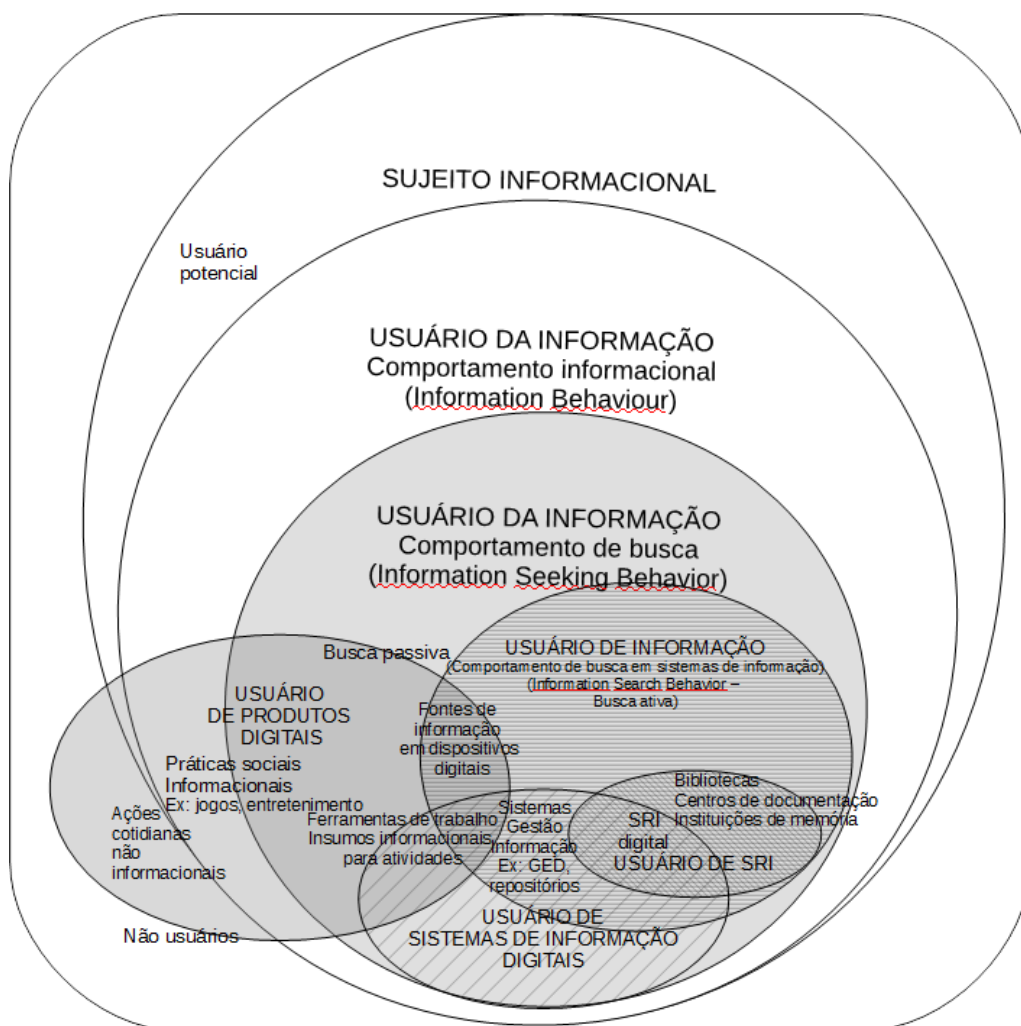 SUJEITO INFORMACIONAL
Usuário
potencial
USUÁRIO DA INFORMAÇÃO
Comportamento informacional
(Information Behaviour)
USUÁRIO DA INFORMAÇÃO
Comportamento de busca
(Information Seeking Behavior)
Busca passiva
USUÁRIO DE INFORMAÇÃO
(Comportamento de busca em sistemas de informação)
(Information Search Behavior –
Busca ativa)
USUÁRIO
DE PRODUTOS
DIGITAIS
Fontes de
informação
em dispositivos
digitais
Práticas sociais
Informacionais
Ex: jogos, entretenimento
Ações
cotidianas
não
informacionais
Ferramentas de trabalho
Insumos informacionais
para atividades
Sistemas
Gestão
Informação
Ex: GED,
repositórios
Bibliotecas
Centros de documentação
Instituições de memória
SRI
digital
USUÁRIO DE SRI
USUÁRIO DE
SISTEMAS DE INFORMAÇÃO
DIGITAIS
Não usuários